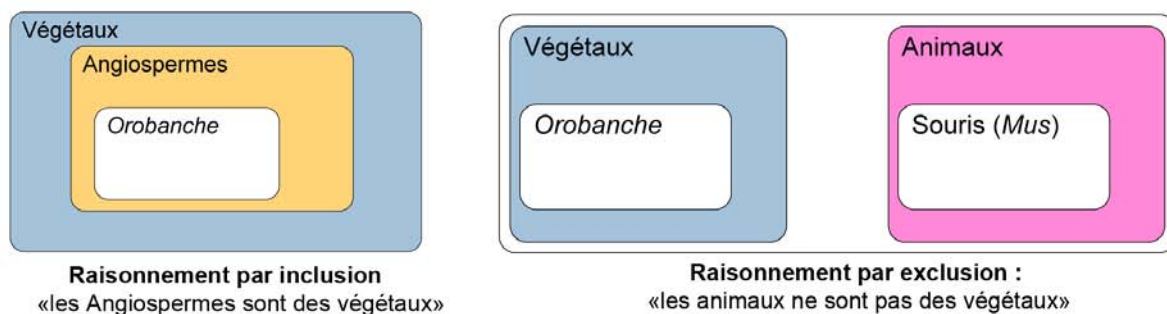 Végétaux
Angiospermes
Orobanche
Raisonnement par inclusion
«les Angiospermes sont des végétaux»
Végétaux
Orobanche
Animaux
Souris (Mus)
Raisonnement par exclusion :
«les animaux ne sont pas des végétaux»